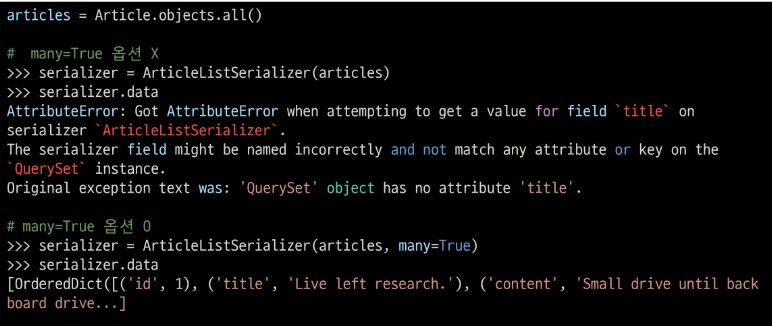 articles = Article.objects.all()
#  many=True 옵션 X
>>> serializer = ArticleListSerializer(articles)
>>> serializer.data
AttributeError: Got AttributeError when attempting to get a value for field `title` on
serializer `ArticleListSerializer`.
The serializer field might be named incorrectly and not match any attribute or key on the
`QuerySet` instance.
Original exception text was: 'QuerySet' object has no attribute 'title'.
# many=True 옵션 O
>>> serializer = ArticleListSerializer(articles, many=True)
>>> serializer.data
[OrderedDict([('id', 1), ('title', 'Live left research.'), ('content', 'Small drive until back
board drive...]